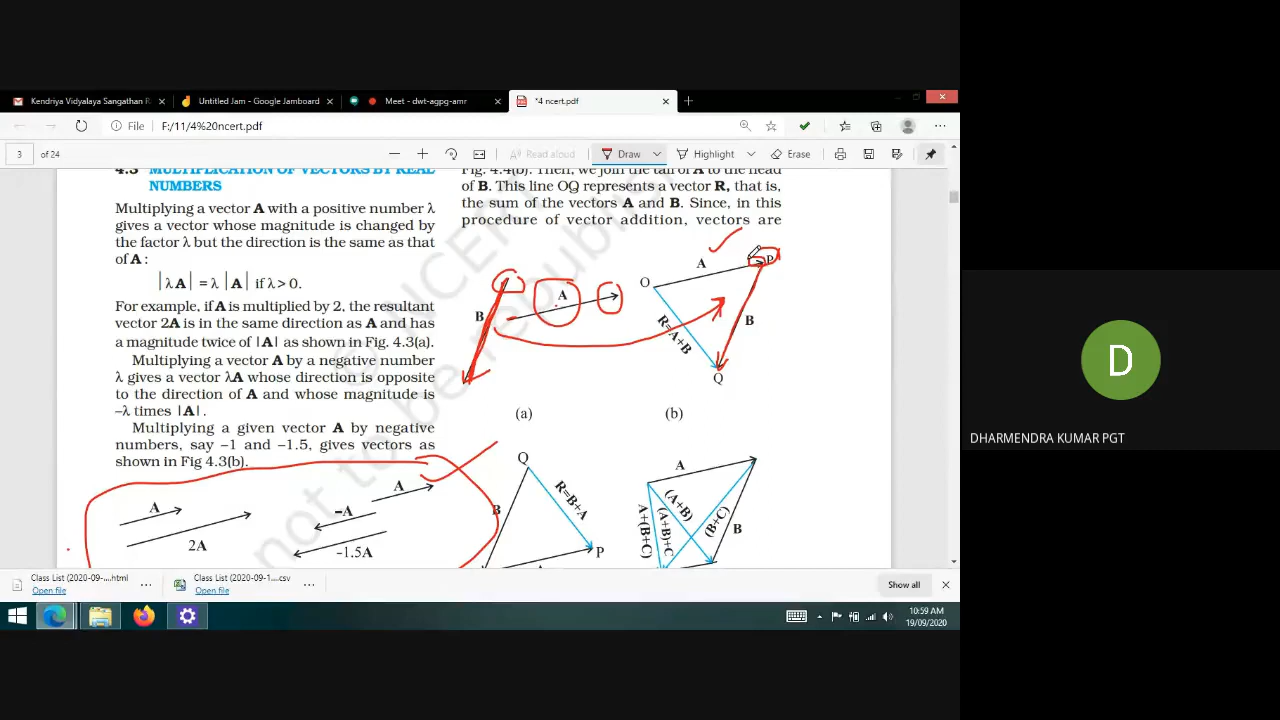 Kendriya Vidyalaya Sangathan R
Untitled Jam - Google Jamboard
Meet - dwt-agpg-amr
*4 ncert.pdf
File
F:/11/4%20ncert.pdf
3
of 24
Read aloud
Draw
Highlight
Erase
4.3 MULTIPLICATION OF VECTORS BY REAL
NUMBERS
Multiplying a vector A with a positive number λ
gives a vector whose magnitude is changed by
the factor λ but the direction is the same as that
of A :
|λ A| = λ |A| if λ > 0.
For example, if A is multiplied by 2, the resultant
vector 2A is in the same direction as A and has
a magnitude twice of |A| as shown in Fig. 4.3(a).
Multiplying a vector A by a negative number
λ gives a vector λA whose direction is opposite
to the direction of A and whose magnitude is
–λ times |A|.
Multiplying a given vector A by negative
numbers, say –1 and –1.5, gives vectors as
shown in Fig 4.3(b).
A
2A
A
–A
–1.5A
Fig. 4.4(b). Then, we join the tail of A to the head
of B. This line OQ represents a vector R, that is,
the sum of the vectors A and B. Since, in this
procedure of vector addition, vectors are
B
A
O
A
P
R=A+B
B
Q
(a)
(b)
Q
B
R=B+A
P
A
A
(A+B)
A+(B+C)
(A+B)+C
(B+C)
B
© NCERT
not to be republished
D
DHARMENDRA KUMAR PGT
Class List (2020-09-....html
Open file
Class List (2020-09-1....csv
Open file
Show all
10:59 AM
19/09/2020